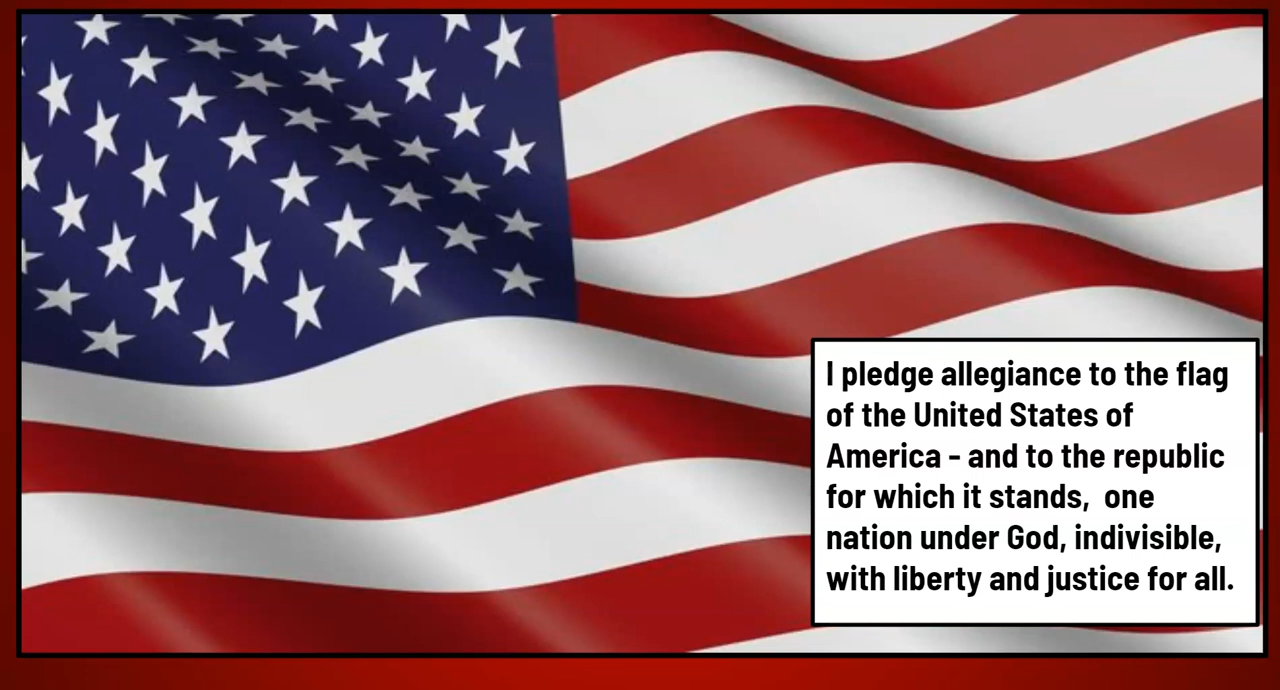 I pledge allegiance to the flag
of the United States of
America - and to the republic
for which it stands,  one
nation under God, indivisible,
with liberty and justice for all.